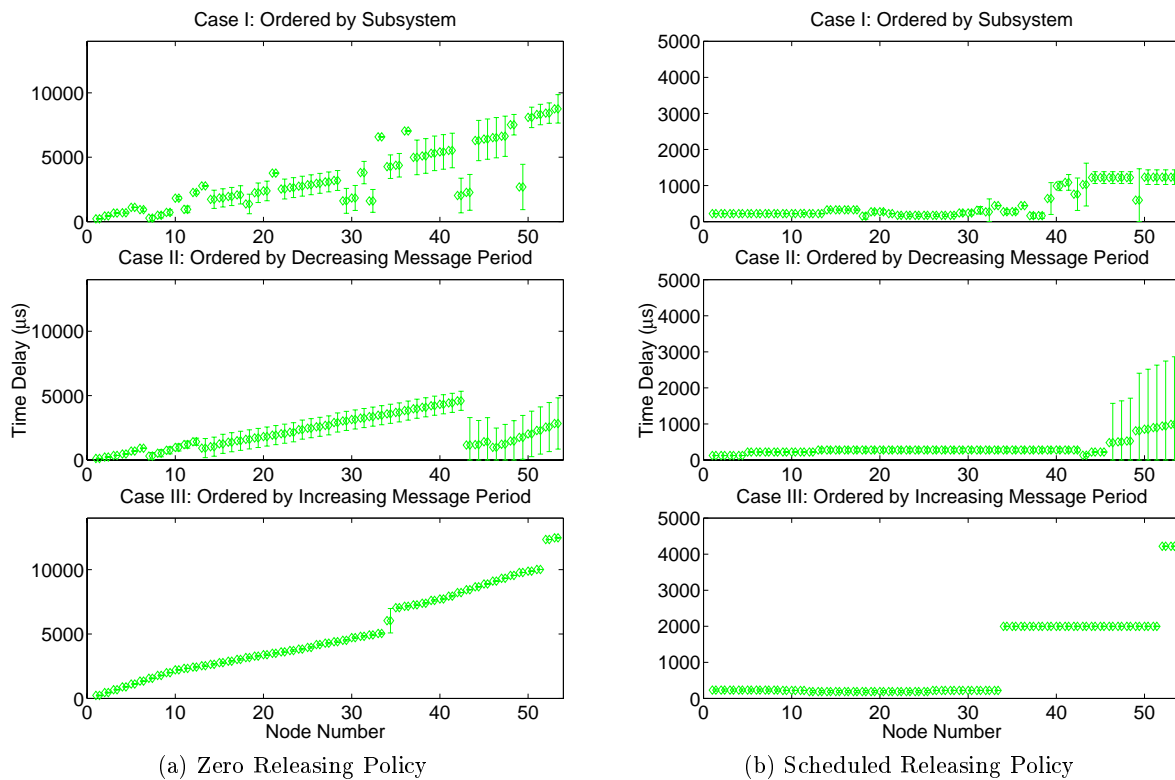 Case I: Ordered by Subsystem
10000
5000
0
0 10 20 30 40 50
Case II: Ordered by Decreasing Message Period
Time Delay (µs)
10000
5000
0
0 10 20 30 40 50
Case III: Ordered by Increasing Message Period
10000
5000
0
0 10 20 30 40 50
Node Number
(a) Zero Releasing Policy
Case I: Ordered by Subsystem
5000
4000
3000
2000
1000
0
0 10 20 30 40 50
Case II: Ordered by Decreasing Message Period
Time Delay (µs)
5000
4000
3000
2000
1000
0
0 10 20 30 40 50
Case III: Ordered by Increasing Message Period
5000
4000
3000
2000
1000
0
0 10 20 30 40 50
Node Number
(b) Scheduled Releasing Policy